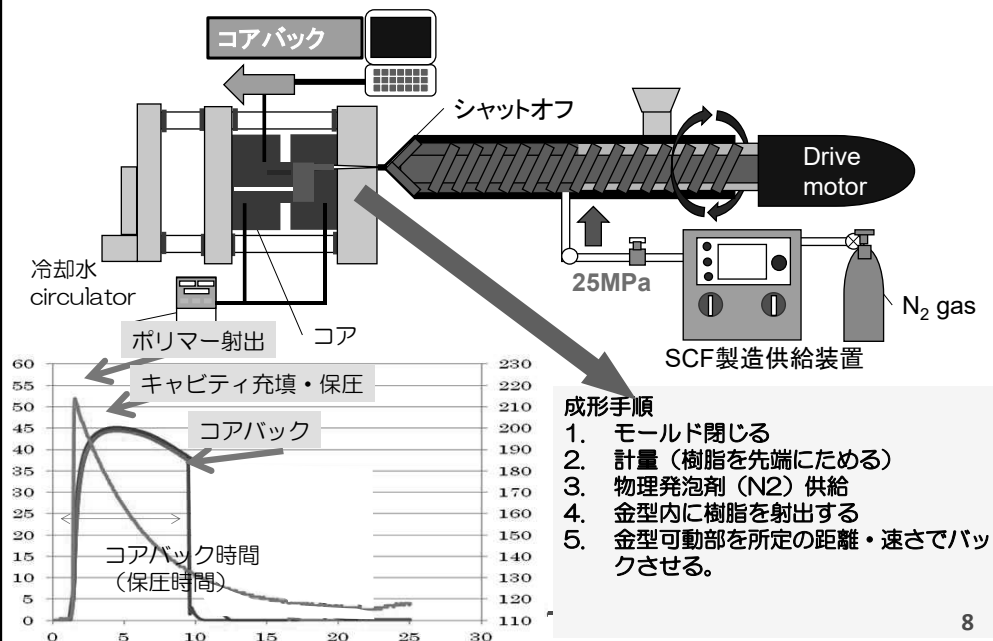 コアバック
シャットオフ
Drive
motor
25MPa
N2 gas
SCF製造供給装置
冷却水
circulator
コア
ポリマー射出
キャビティ充填・保圧
コアバック
コアバック時間
(保圧時間)
60
55
50
45
40
35
30
25
20
15
10
5
0
230
220
210
200
190
180
170
160
150
140
130
120
110
0 5 10 15 20 25 30
成形手順
1. モールド閉じる
2. 計量(樹脂を先端にためる)
3. 物理発泡剤(N2)供給
4. 金型内に樹脂を射出する
5. 金型可動部を所定の距離・速さでバッ
クさせる。
8